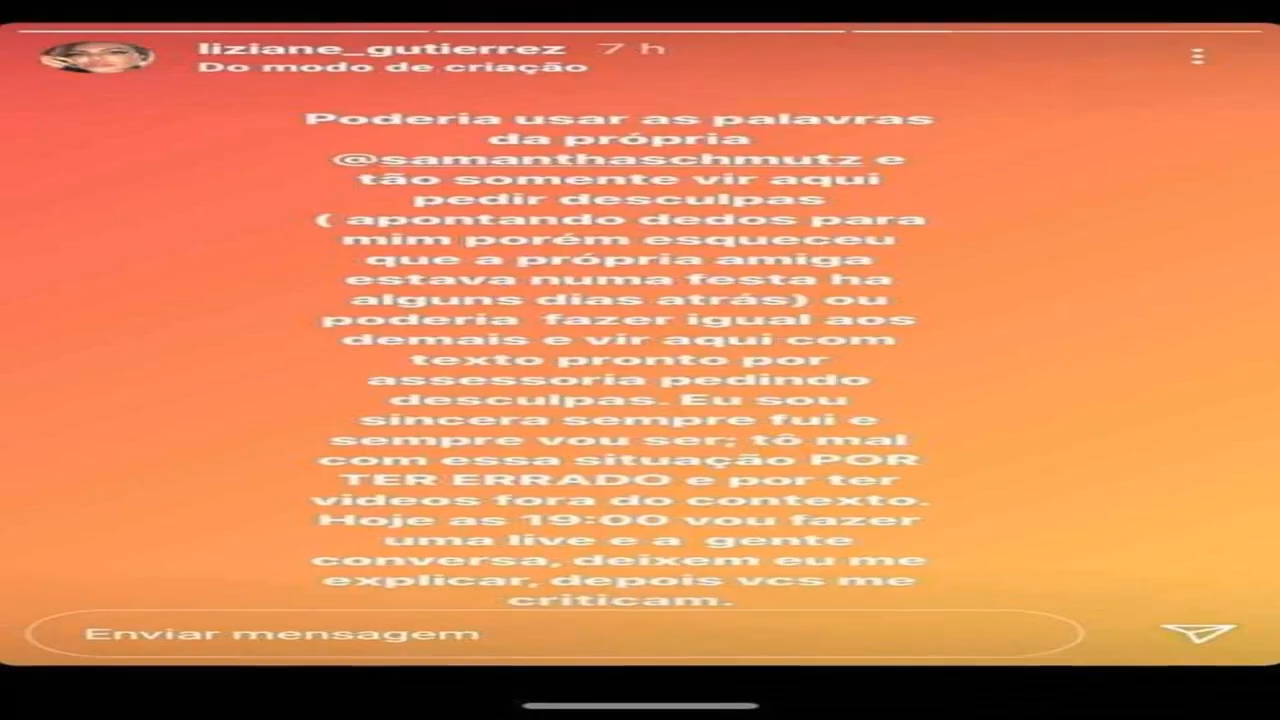 liziane_gutierrez 7 h
Do modo de criação
Poderia usar as palavras
da própria
@samanthaschmutz e
tão somente vir aqui
pedir desculpas
( apontando dedos para
mim porém esqueceu
que a própria amiga
estava numa festa ha
alguns dias atrás) ou
poderia fazer igual aos
demais e vir aqui com
texto pronto por
assessoria pedindo
desculpas. Eu sou
sincera sempre fui e
sempre vou ser; tô mal
com essa situação POR
TER ERRADO e por ter
videos fora do contexto.
Hoje as 19:00 vou fazer
uma live e a gente
conversa, deixem eu me
explicar, depois vcs me
criticam.
Enviar mensagem